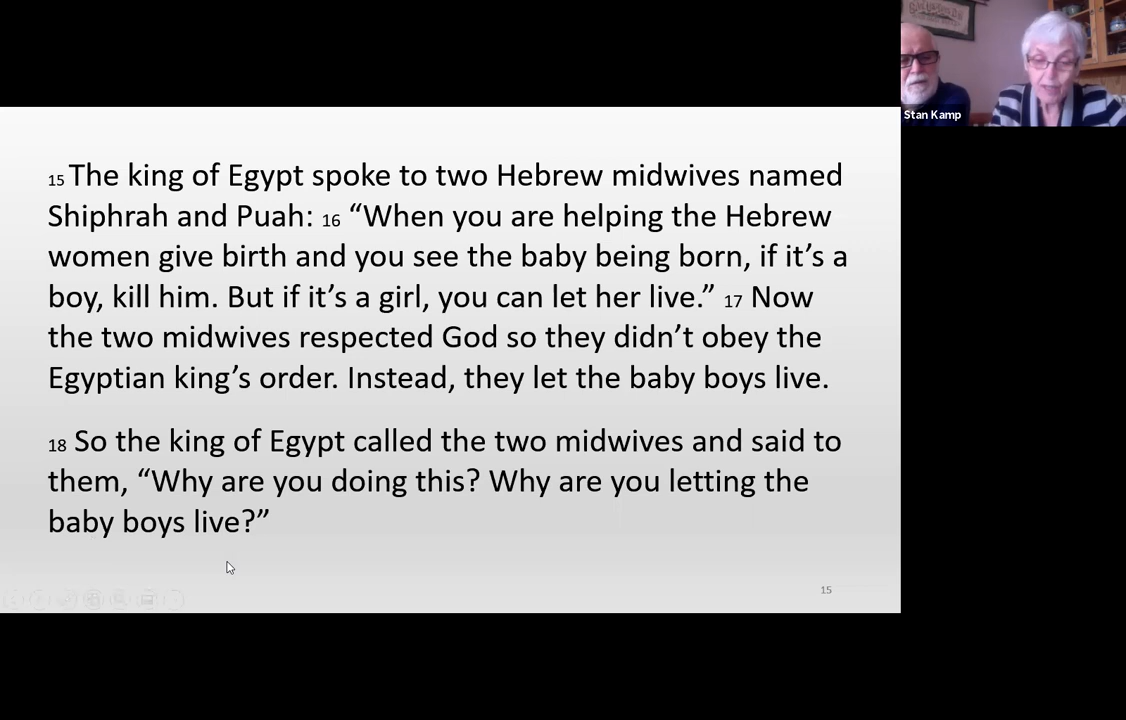 15 The king of Egypt spoke to two Hebrew midwives named
Shiphrah and Puah: 16 “When you are helping the Hebrew
women give birth and you see the baby being born, if it’s a
boy, kill him. But if it’s a girl, you can let her live.” 17 Now
the two midwives respected God so they didn’t obey the
Egyptian king’s order. Instead, they let the baby boys live.
18 So the king of Egypt called the two midwives and said to
them, “Why are you doing this? Why are you letting the
baby boys live?”
15
Stan Kamp